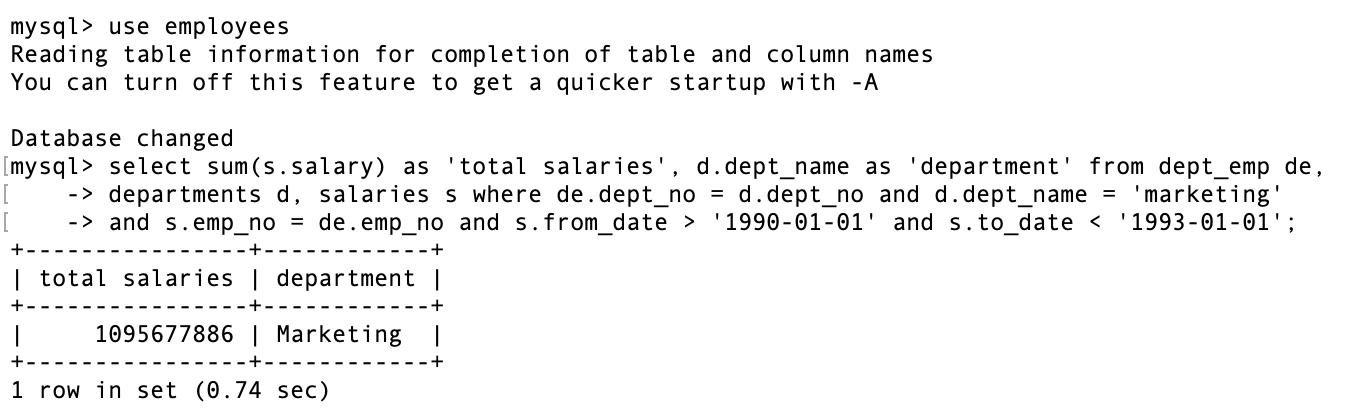 mysql> use employees
Reading table information for completion of table and column names
You can turn off this feature to get a quicker startup with -A

Database changed
[mysql> select sum(s.salary) as 'total salaries', d.dept_name as 'department' from dept_emp de,
[    -> departments d, salaries s where de.dept_no = d.dept_no and d.dept_name = 'marketing'
[    -> and s.emp_no = de.emp_no and s.from_date > '1990-01-01' and s.to_date < '1993-01-01';
+----------------+------------+
| total salaries | department |
+----------------+------------+
|     1095677886 | Marketing  |
+----------------+------------+
1 row in set (0.74 sec)